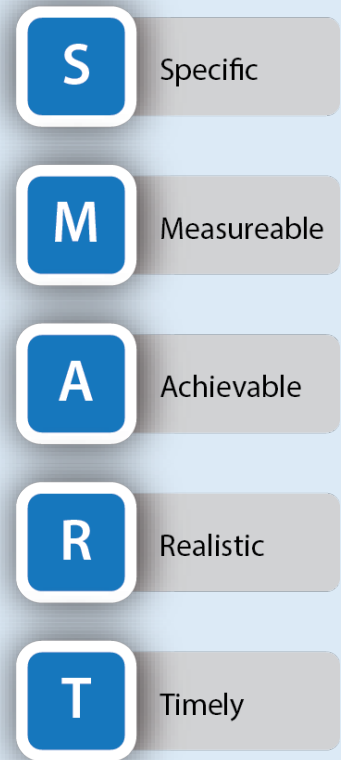 S Specific
M Measureable
A Achievable
R Realistic
T Timely